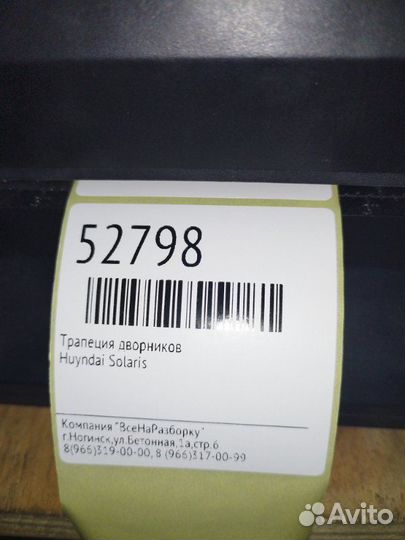 52798
Трапеция дворников
Huyndai Solaris
Компания "ВсеНаРазборку"
г.Ногинск,ул.Бетонная,1а,стр.6
8(966)319-00-00, 8 (966)317-00-99
Avito